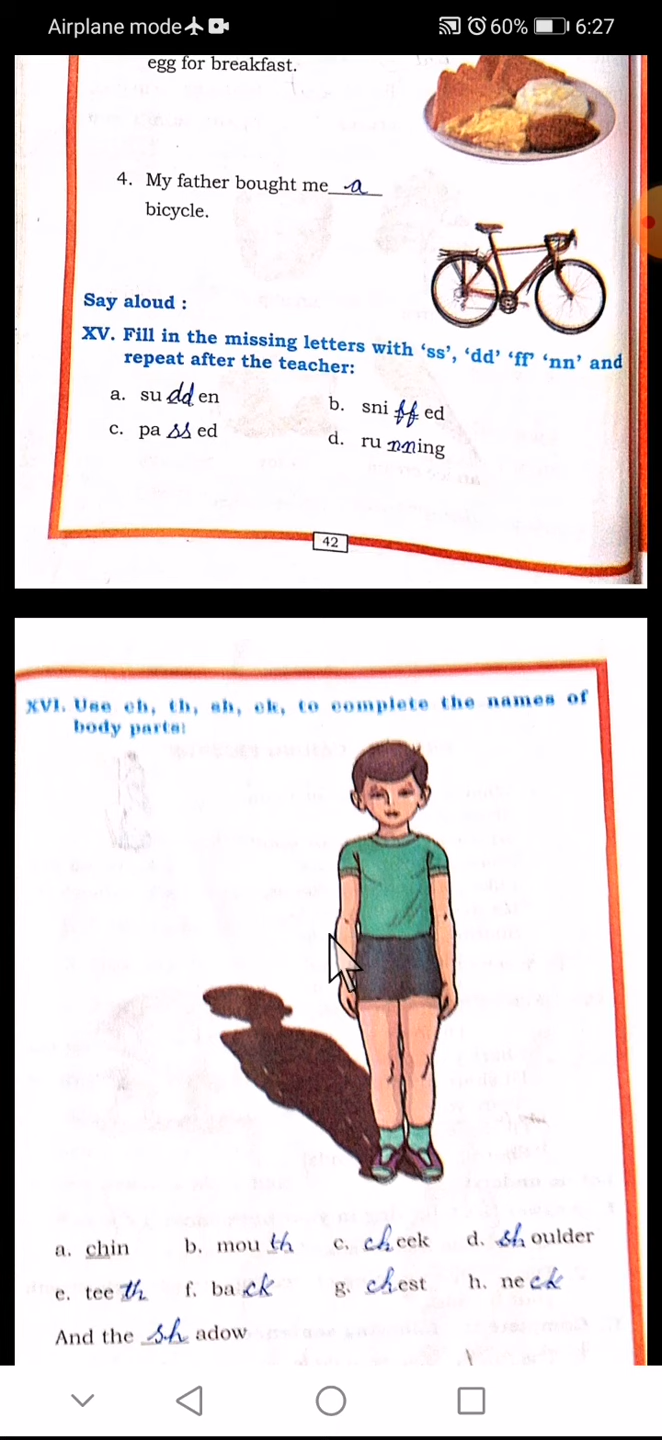 Airplane mode 60% 6:27
egg for breakfast.
4. My father bought me a
bicycle.
Say aloud :
XV. Fill in the missing letters with ‘ss’, ‘dd’ ‘ff’ ‘nn’ and
repeat after the teacher:
a. su dd en b. sni ff ed
c. pa ss ed d. ru nning
42
XVI. Use ch, th, sh, ck, to complete the names of
body parts:
a. chin b. mou th c. ch eek d. sh oulder
e. tee th f. ba ck g. chest h. ne ck
And the sh adow